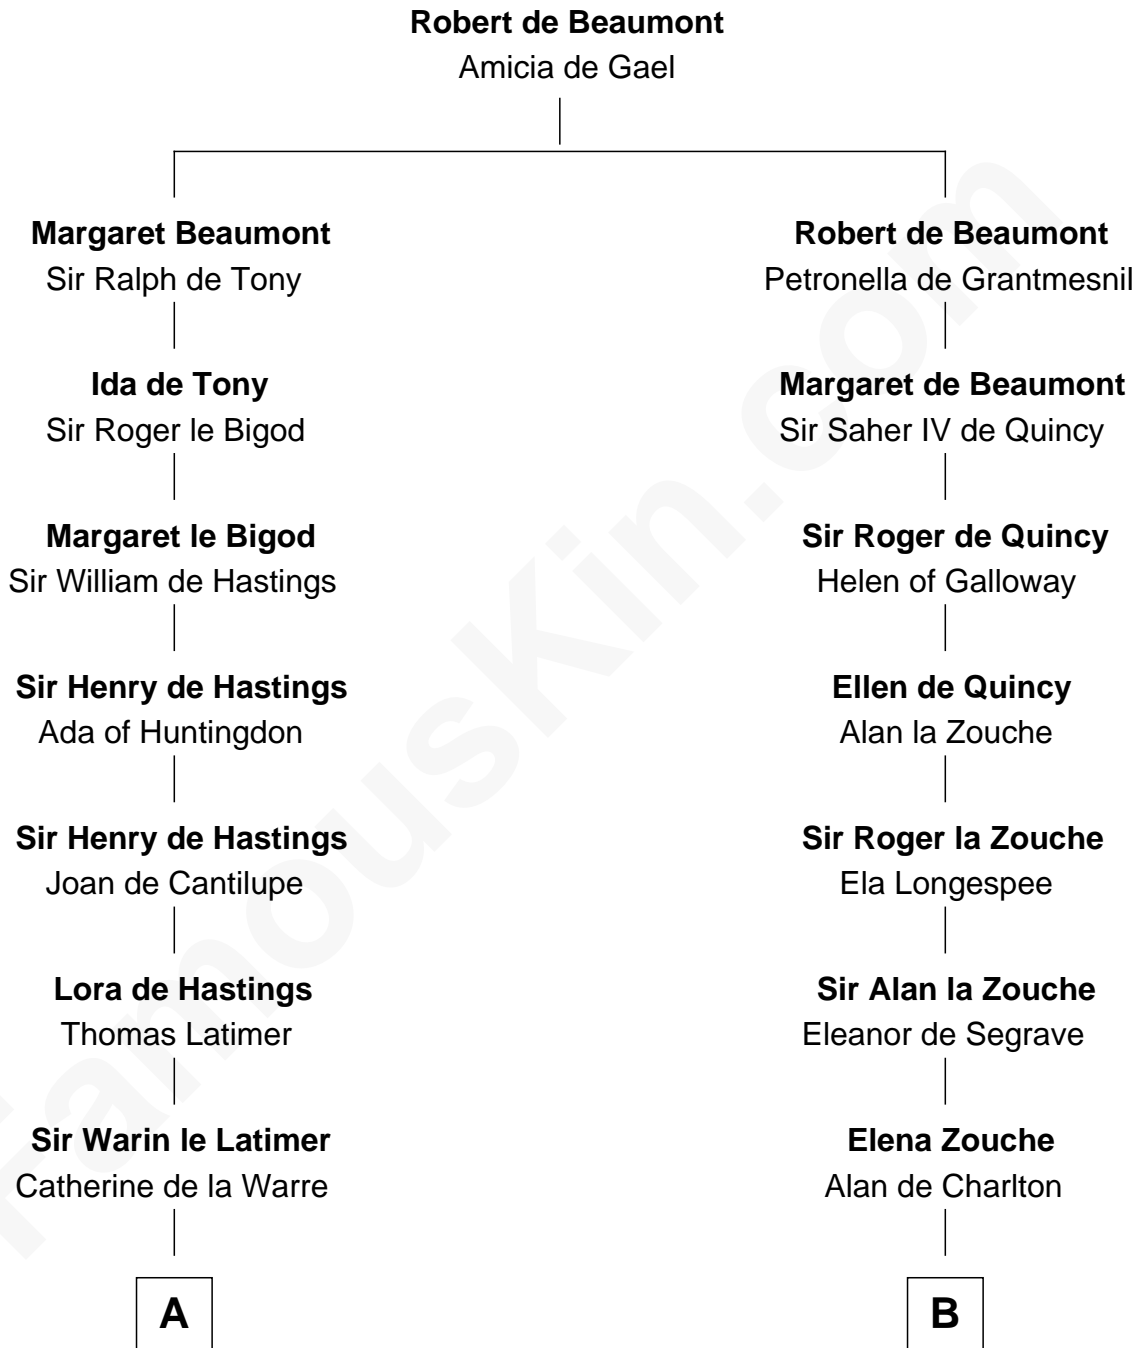 Robert de Beaumont
Amicia de Gael
Margaret Beaumont
Sir Ralph de Tony
Robert de Beaumont
Petronella de Grantmesnil
Ida de Tony
Sir Roger le Bigod
Margaret de Beaumont
Sir Saher IV de Quincy
Margaret le Bigod
Sir William de Hastings
Sir Roger de Quincy
Helen of Galloway
Sir Henry de Hastings
Ada of Huntingdon
Ellen de Quincy
Alan la Zouche
Sir Henry de Hastings
Joan de Cantilupe
Sir Roger la Zouche
Ela Longespee
Lora de Hastings
Thomas Latimer
Sir Alan la Zouche
Eleanor de Segrave
Sir Warin le Latimer
Catherine de la Warre
Elena Zouche
Alan de Charlton
A
B
FamousKin.com